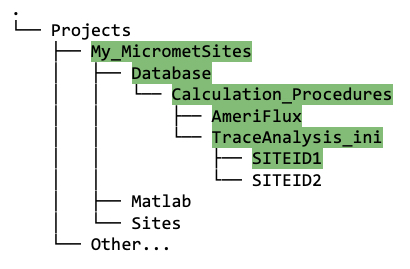 .
└── Projects
    ├── My_MicrometSites
    │   ├── Database
    │   │   └── Calculation_Procedures
    │   │       ├── AmeriFlux
    │   │       └── TraceAnalysis_ini
    │   │           ├── SITEID1
    │   │           └── SITEID2
    │   ├── Matlab
    │   └── Sites
    └── Other...